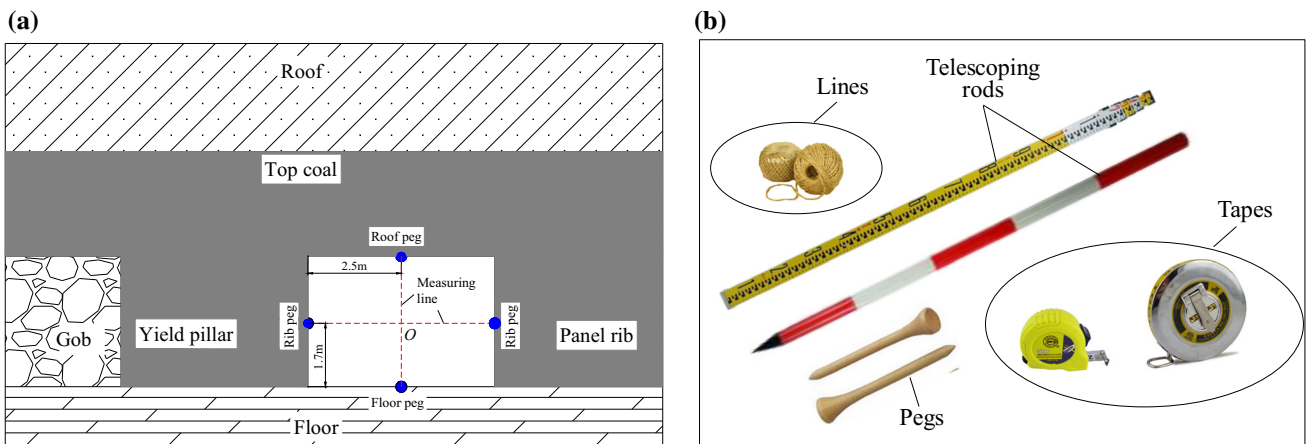 (a)
Roof
Top coal
Roof peg
2.5m
Measuring
line
Rib peg
O
Rib peg
1.7m
Gob
Yield pillar
Panel rib
Floor peg
Floor
(b)
Lines
Telescoping
rods
Tapes
Pegs